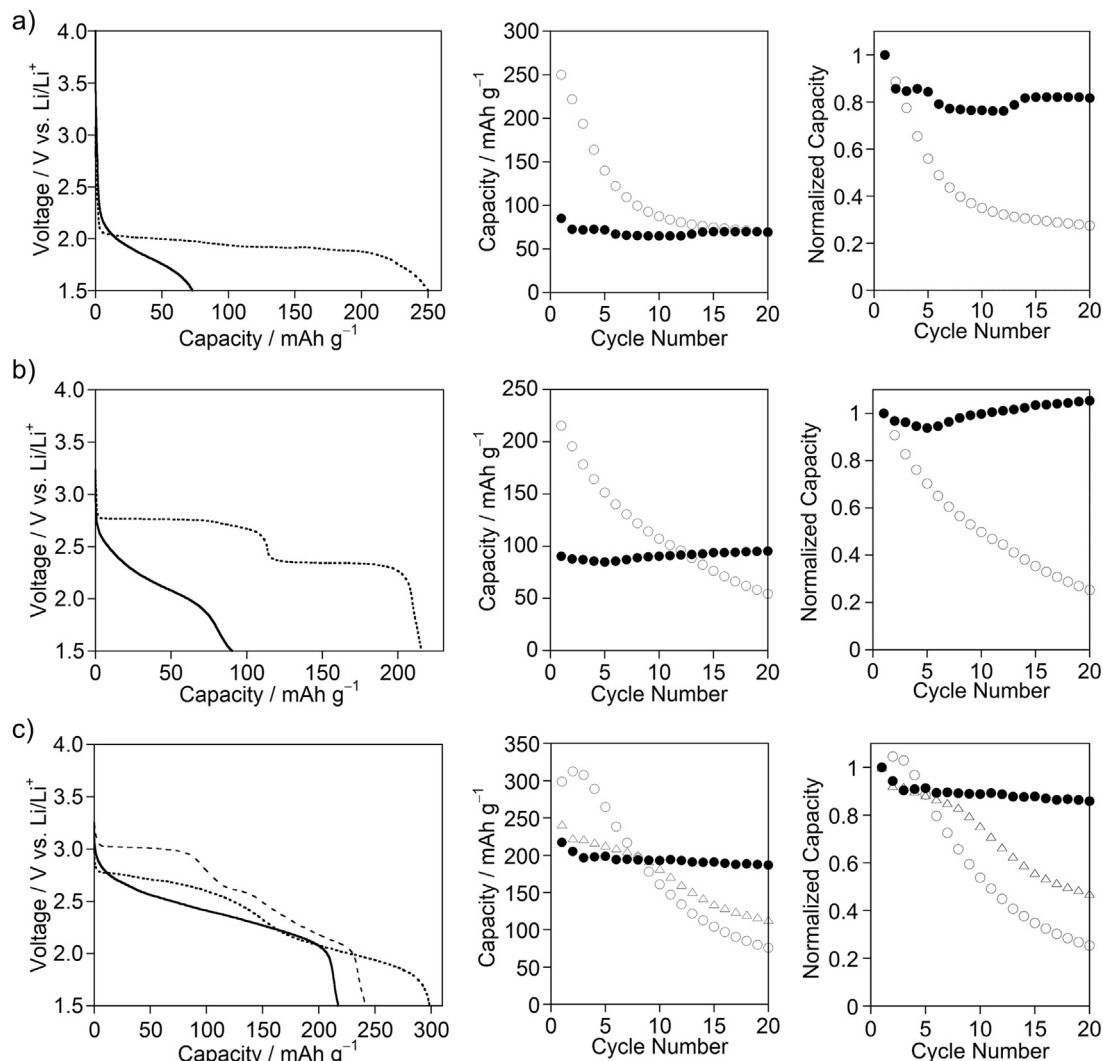 a)
Voltage / V vs. Li/Li⁺
4.0
3.5
3.0
2.5
2.0
1.5
0 50 100 150 200 250
Capacity / mAh g⁻¹
Capacity / mAh g⁻¹
300
250
200
150
100
50
0
0 5 10 15 20
Cycle Number
Normalized Capacity
1
0.8
0.6
0.4
0.2
0
0 5 10 15 20
Cycle Number
b)
Voltage / V vs. Li/Li⁺
4.0
3.5
3.0
2.5
2.0
1.5
0 50 100 150 200
Capacity / mAh g⁻¹
Capacity / mAh g⁻¹
250
200
150
100
50
0
0 5 10 15 20
Cycle Number
Normalized Capacity
1
0.8
0.6
0.4
0.2
0
0 5 10 15 20
Cycle Number
c)
Voltage / V vs. Li/Li⁺
4.0
3.5
3.0
2.5
2.0
1.5
0 50 100 150 200 250 300
Capacity / mAh g⁻¹
Capacity / mAh g⁻¹
350
300
250
200
150
100
50
0
0 5 10 15 20
Cycle Number
Normalized Capacity
1
0.8
0.6
0.4
0.2
0
0 5 10 15 20
Cycle Number